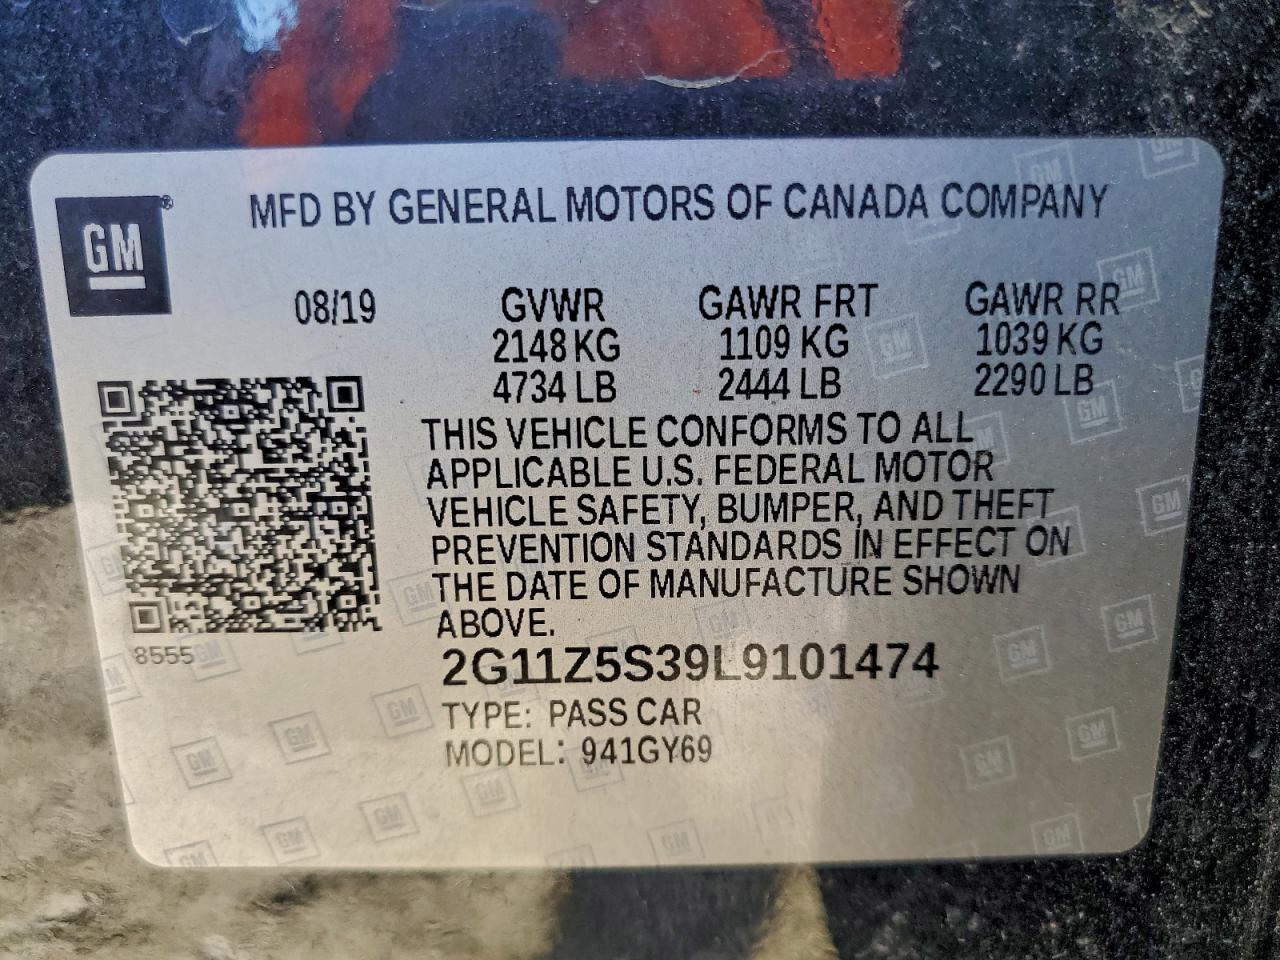 GM®
MFD BY GENERAL MOTORS OF CANADA COMPANY
08/19 GVWR GAWR FRT GAWR RR
2148 KG 1109 KG 1039 KG
4734 LB 2444 LB 2290 LB
THIS VEHICLE CONFORMS TO ALL
APPLICABLE U.S. FEDERAL MOTOR
VEHICLE SAFETY, BUMPER, AND THEFT
PREVENTION STANDARDS IN EFFECT ON
THE DATE OF MANUFACTURE SHOWN
ABOVE.
8555
2G11Z5S39L9101474
TYPE: PASS CAR
MODEL: 941GY69